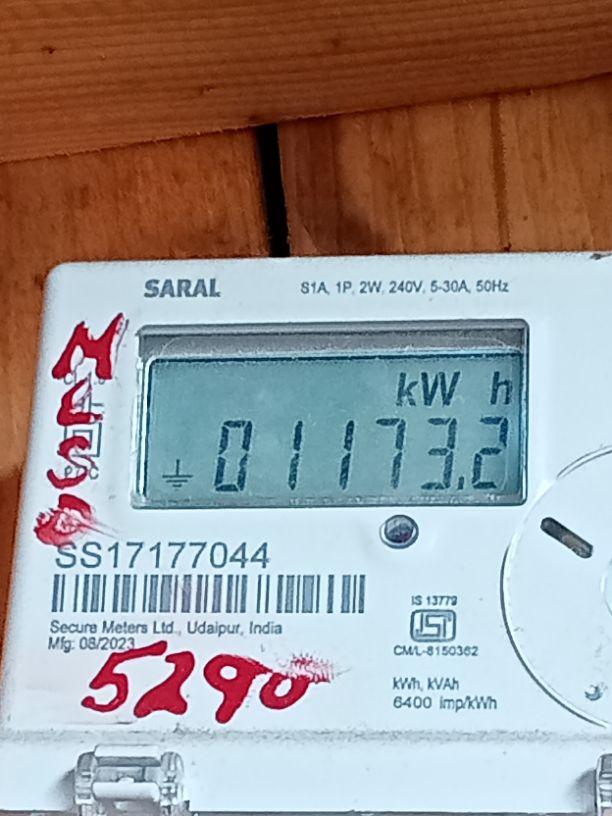 SARAL
S1A, 1P, 2W, 240V, 5-30A, 50Hz
kW h
01173.2
SS17177044
Secure Meters Ltd., Udaipur, India
Mfg: 08/2023
IS 13779
ISI
CM/L-8150362
kWh, kVAh
6400 imp/kWh
5290